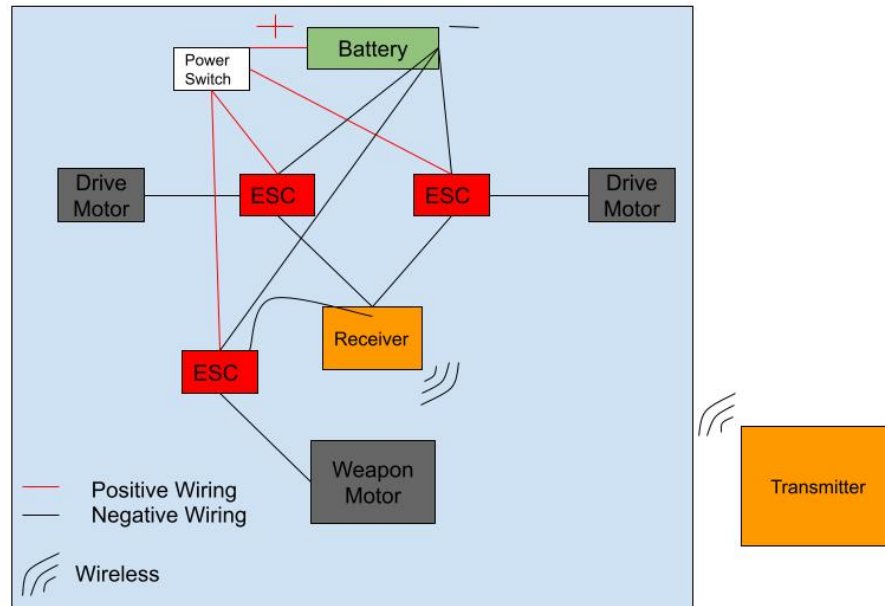 Battery
Power
Switch
Drive
Motor
ESC
ESC
Drive
Motor
Receiver
ESC
Weapon
Motor
Transmitter
Positive Wiring
Negative Wiring
Wireless